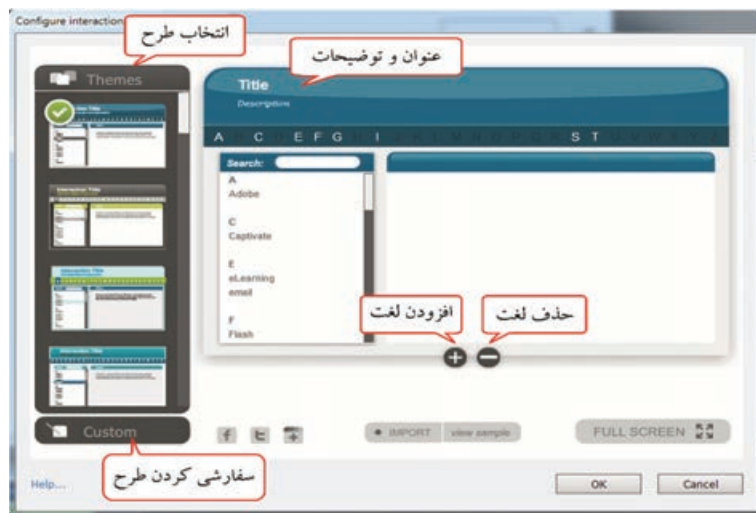 Configure interaction
انتخاب طرح
عنوان و توضیحات
Themes
Title
Description
A C E F G I S T
Search:
A
Adobe
C
Captivate
E
eLearning
email
F
Flash
افزودن لغت
حذف لغت
Custom
IMPORT view sample
FULL SCREEN
سفارشی کردن طرح
Help...
OK
Cancel